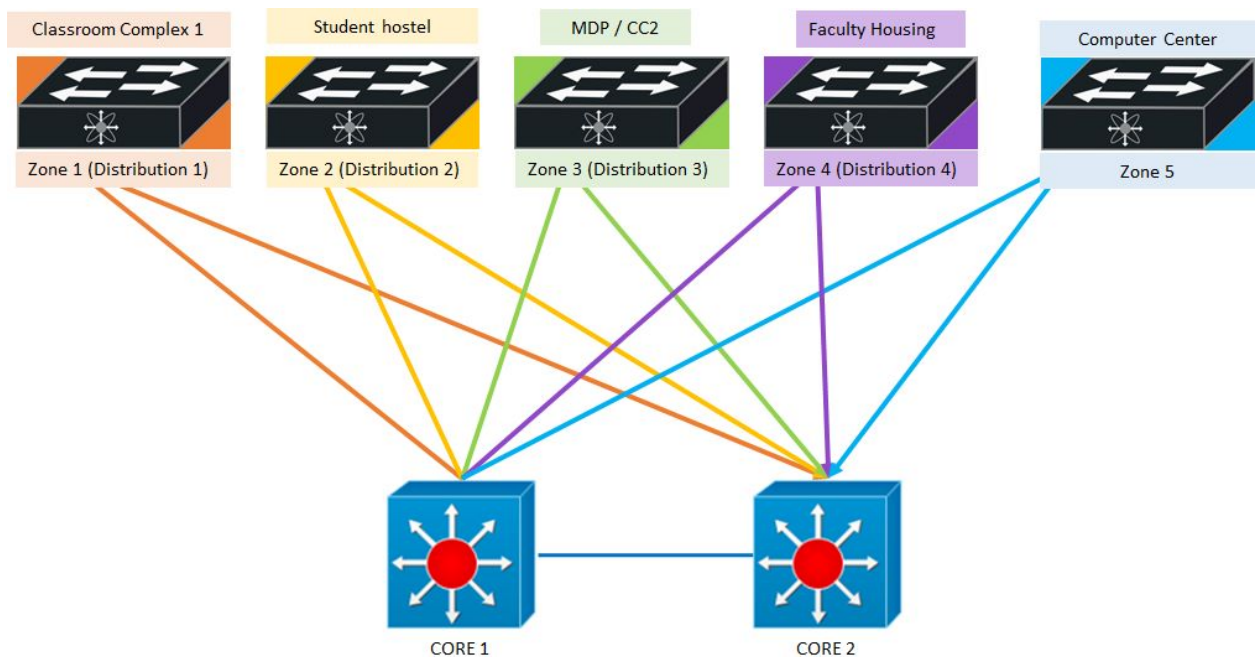 Classroom Complex 1
Student hostel
MDP / CC2
Faculty Housing
Computer Center
Zone 1 (Distribution 1)
Zone 2 (Distribution 2)
Zone 3 (Distribution 3)
Zone 4 (Distribution 4)
Zone 5
CORE 1
CORE 2